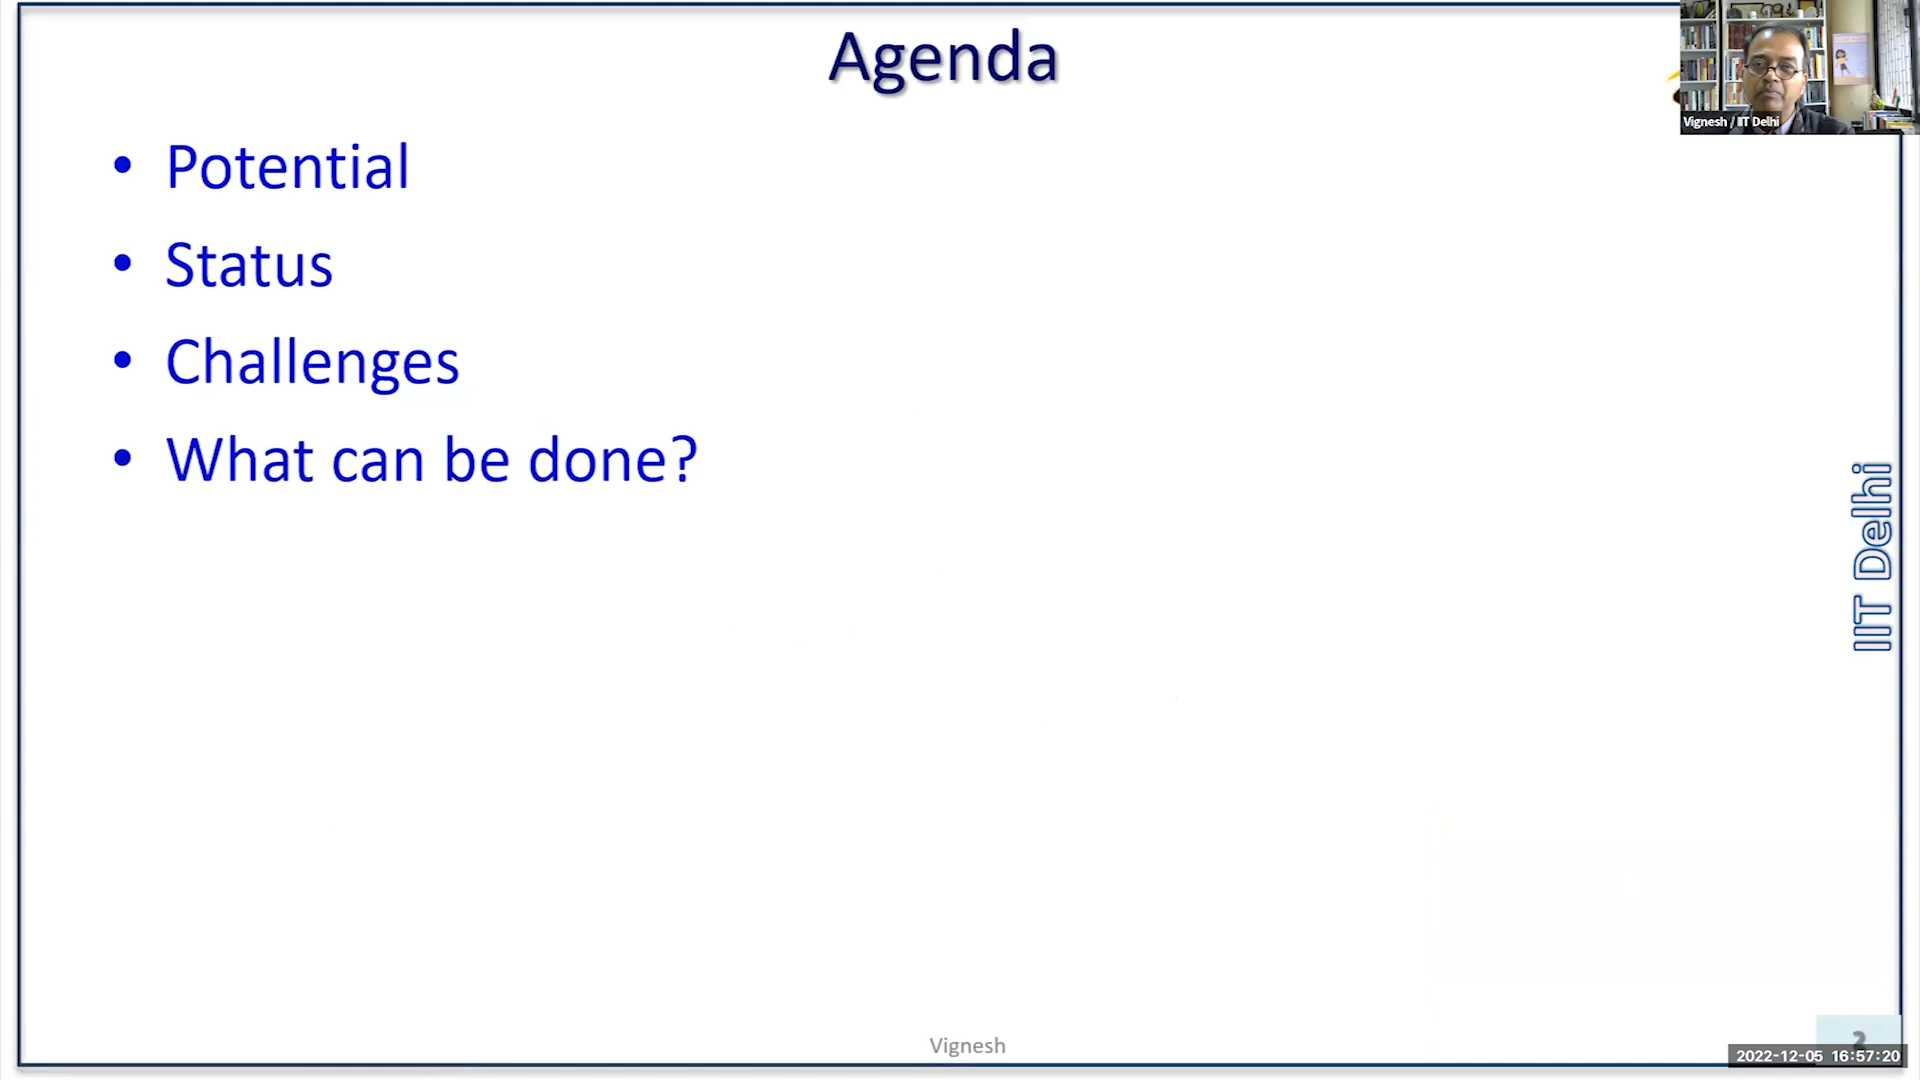 Agenda
Vignesh / IIT Delhi
• Potential
• Status
• Challenges
• What can be done?
IIT Delhi
Vignesh
2
2022-12-05 16:57:20